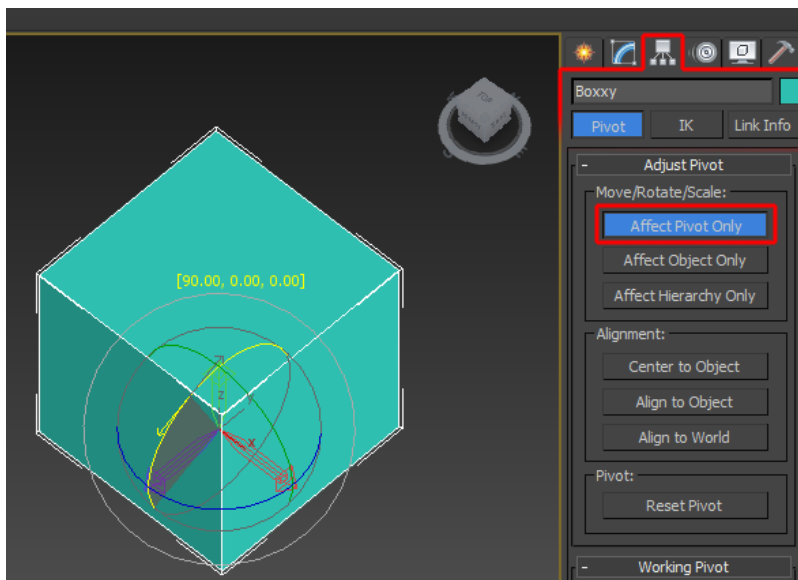 Boxxy
Pivot IK Link Info
- Adjust Pivot
Move/Rotate/Scale:
Affect Pivot Only
Affect Object Only
Affect Hierarchy Only
Alignment:
Center to Object
Align to Object
Align to World
Pivot:
Reset Pivot
- Working Pivot
TOP
[90.00, 0.00, 0.00]
z
y
x